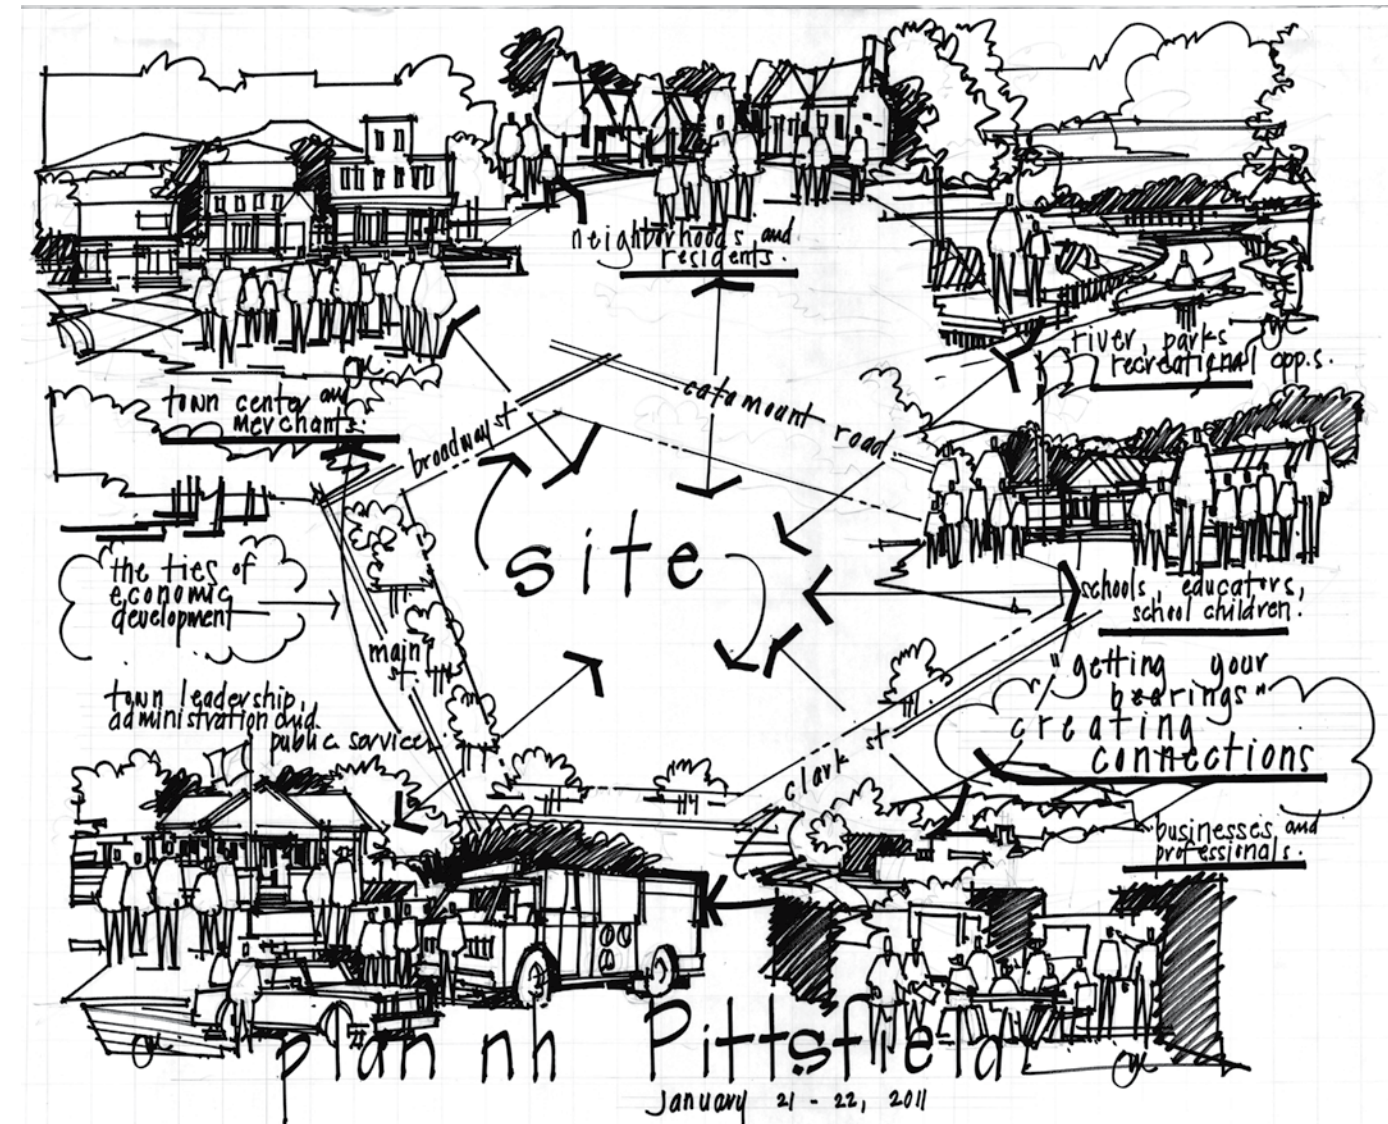 neighborhoods and
residents.
river, parks
recreational opp.s.
town center and
merchants.
broadway st
catamount road
site
the ties of
economic
development
main
st.
schools, educators,
school children.
"getting your
bearings"
creating
connections
town leadership,
administration and
public services
clark st
businesses and
professionals.
plan nh Pittsfield
January 21 - 22, 2011